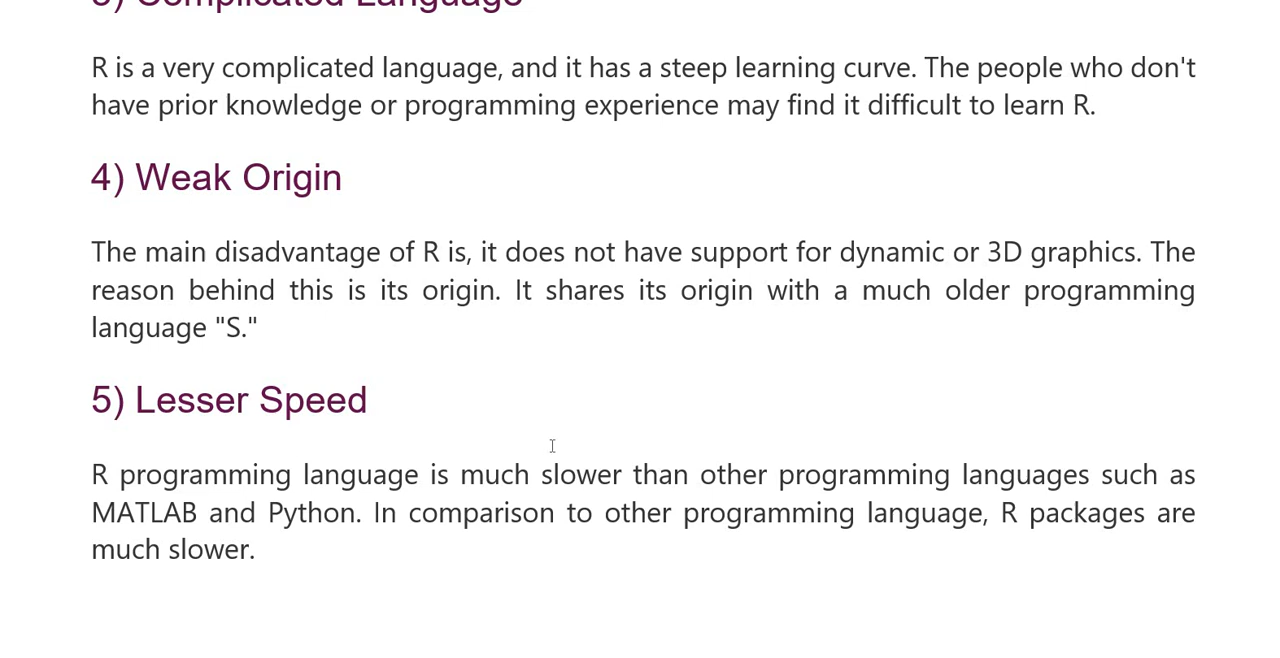 3) Complicated Language
R is a very complicated language, and it has a steep learning curve. The people who don't
have prior knowledge or programming experience may find it difficult to learn R.
4) Weak Origin
The main disadvantage of R is, it does not have support for dynamic or 3D graphics. The
reason behind this is its origin. It shares its origin with a much older programming
language "S."
5) Lesser Speed
R programming language is much slower than other programming languages such as
MATLAB and Python. In comparison to other programming language, R packages are
much slower.